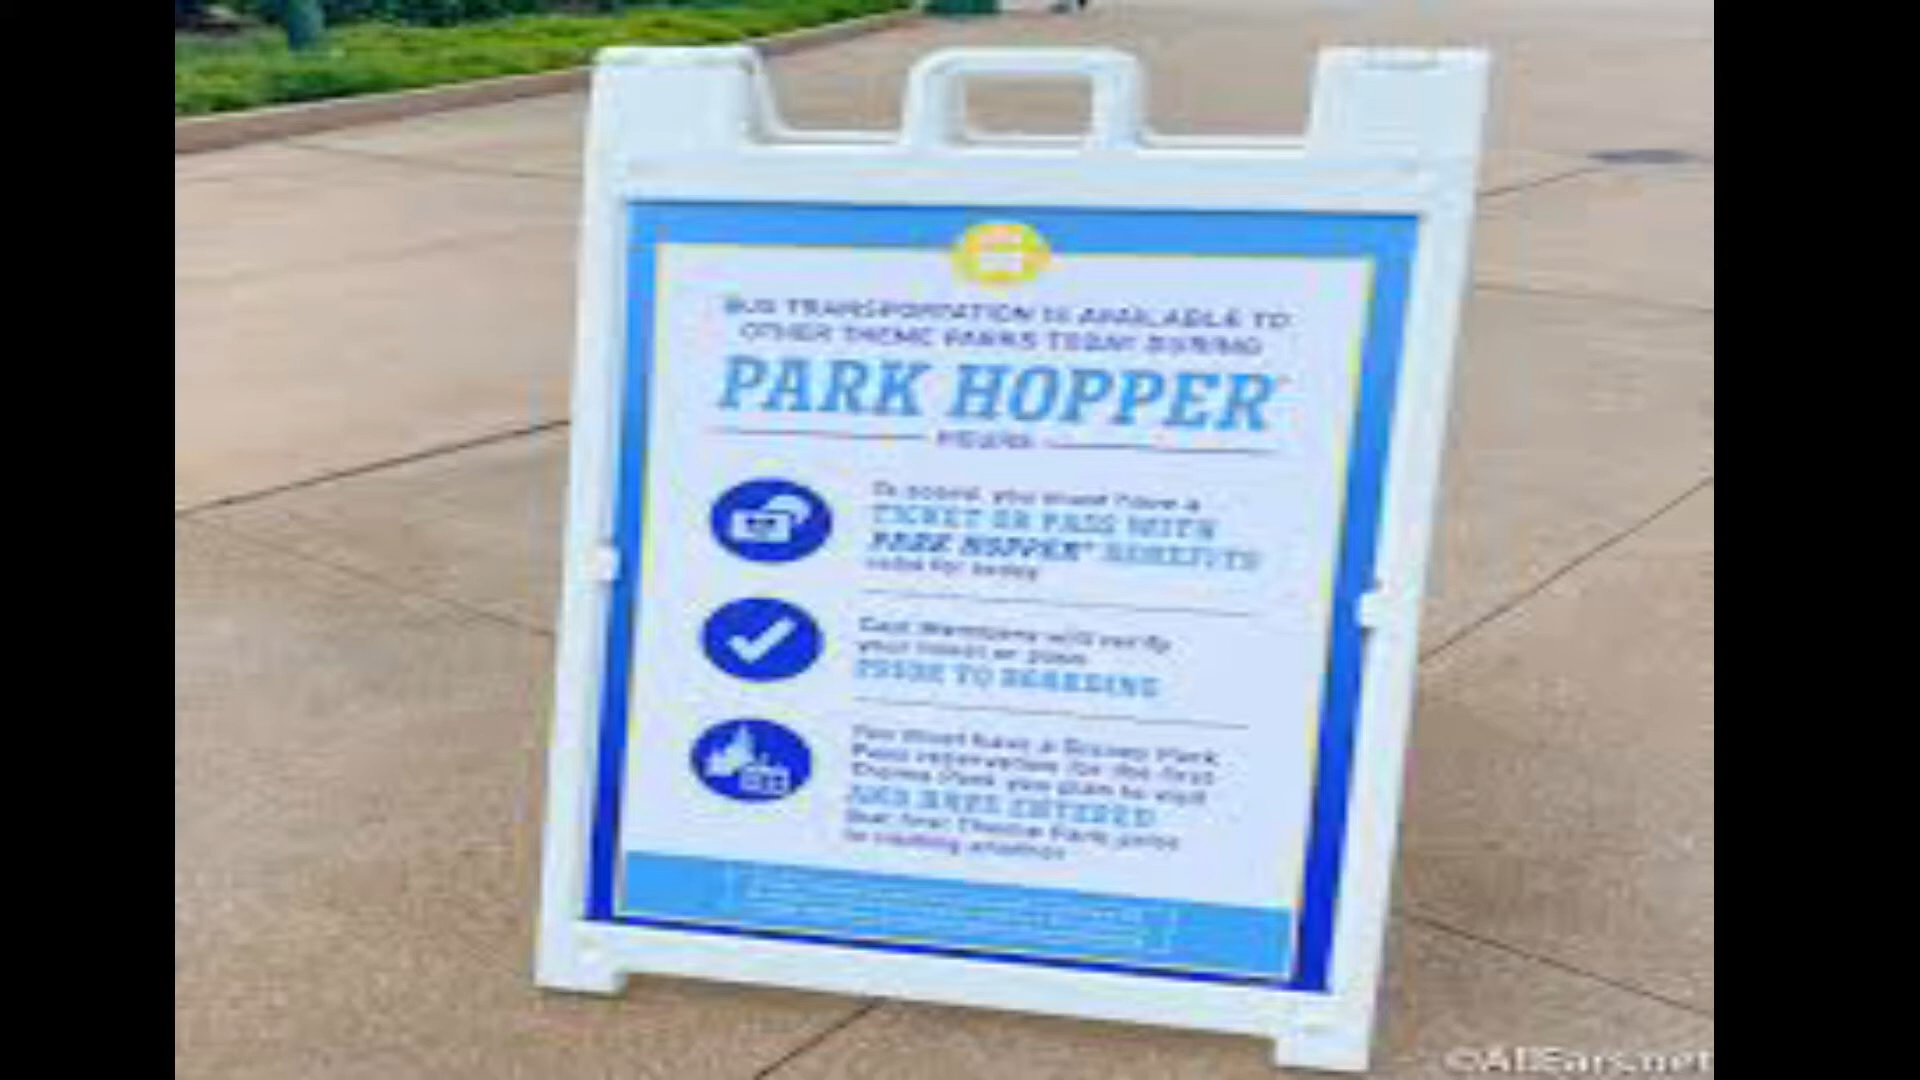 BUS TRANSPORTATION IS AVAILABLE TO
OTHER THEME PARKS TODAY DURING
PARK HOPPER
HOURS
To board, you must have a
TICKET OR PASS WITH
PARK HOPPER® BENEFITS
valid for today
Cast Members will verify
your ticket or pass
PRIOR TO BOARDING
You must have a Disney Park
Pass reservation for the first
Theme Park you plan to visit
AND HAVE ENTERED
that first Theme Park prior
to visiting another
©AllEars.net